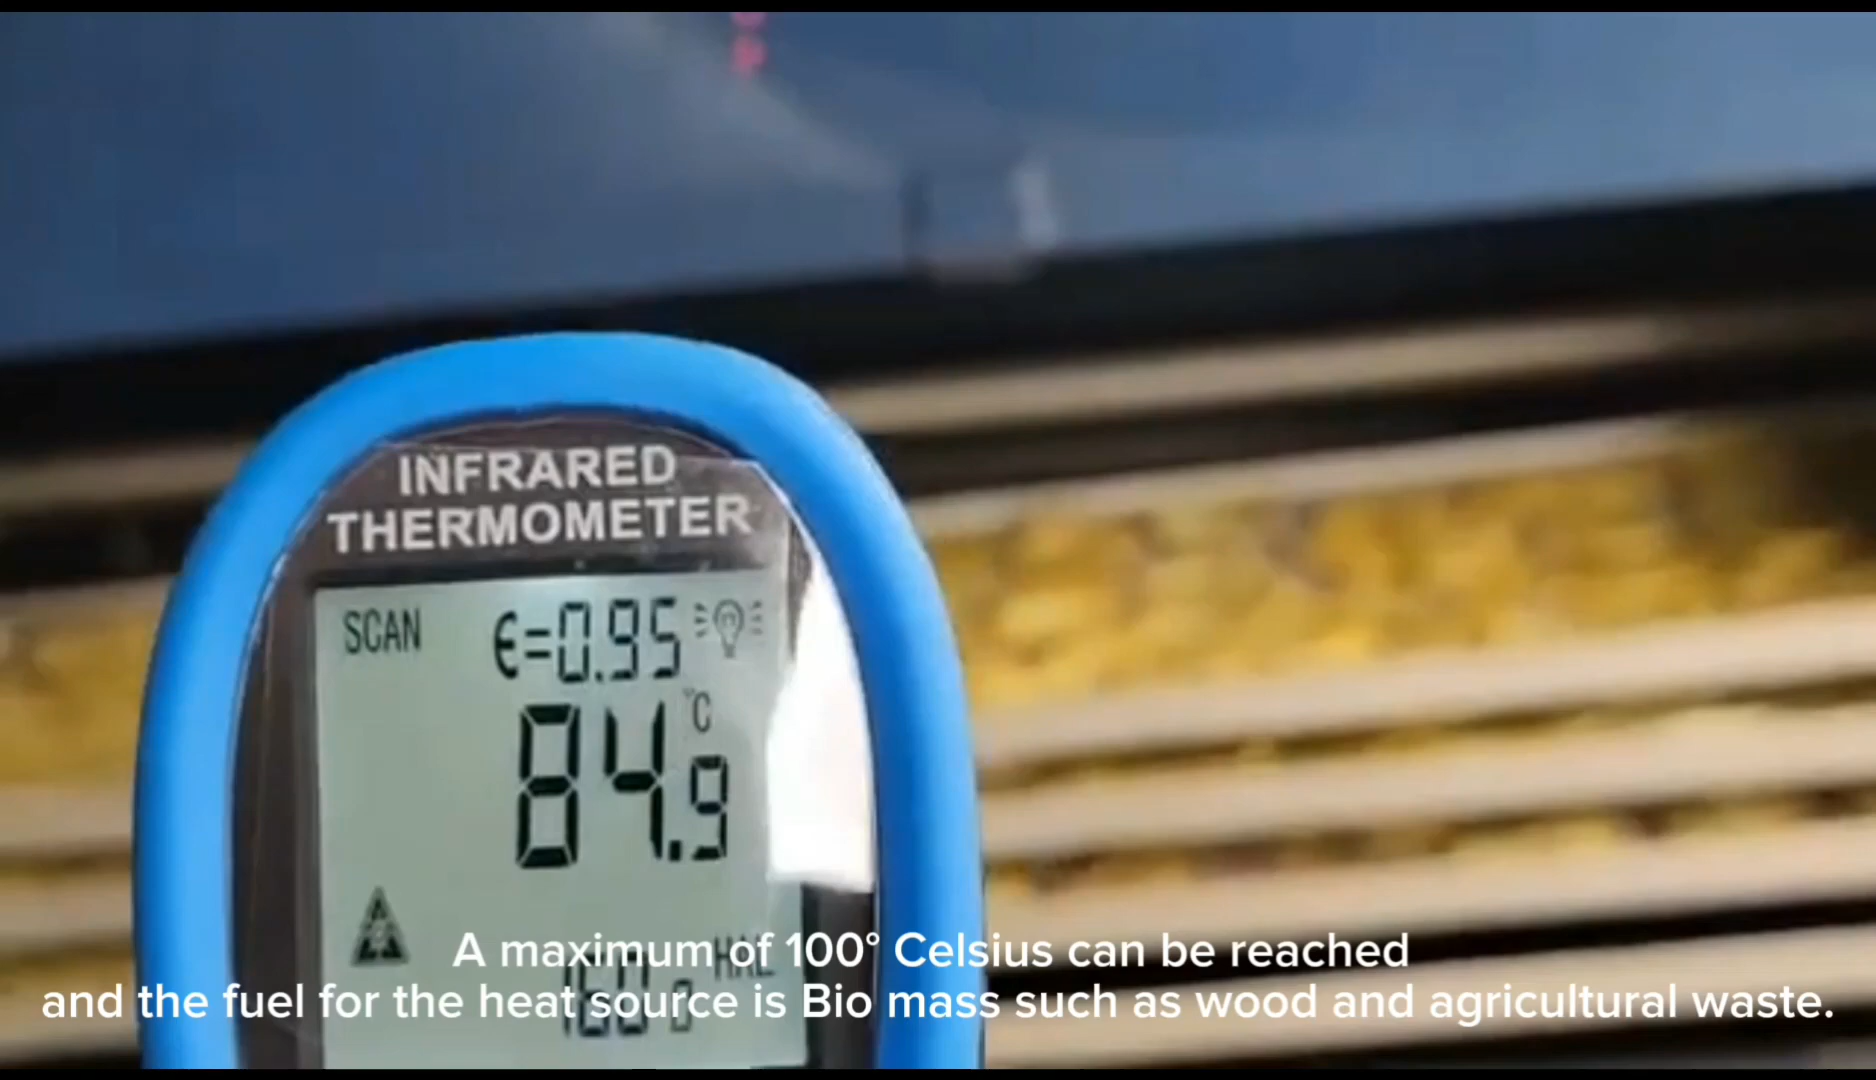 INFRARED
THERMOMETER
SCAN
ϵ=0.95
°C
84.9
A maximum of 100° Celsius can be reached
and the fuel for the heat source is Bio mass such as wood and agricultural waste.